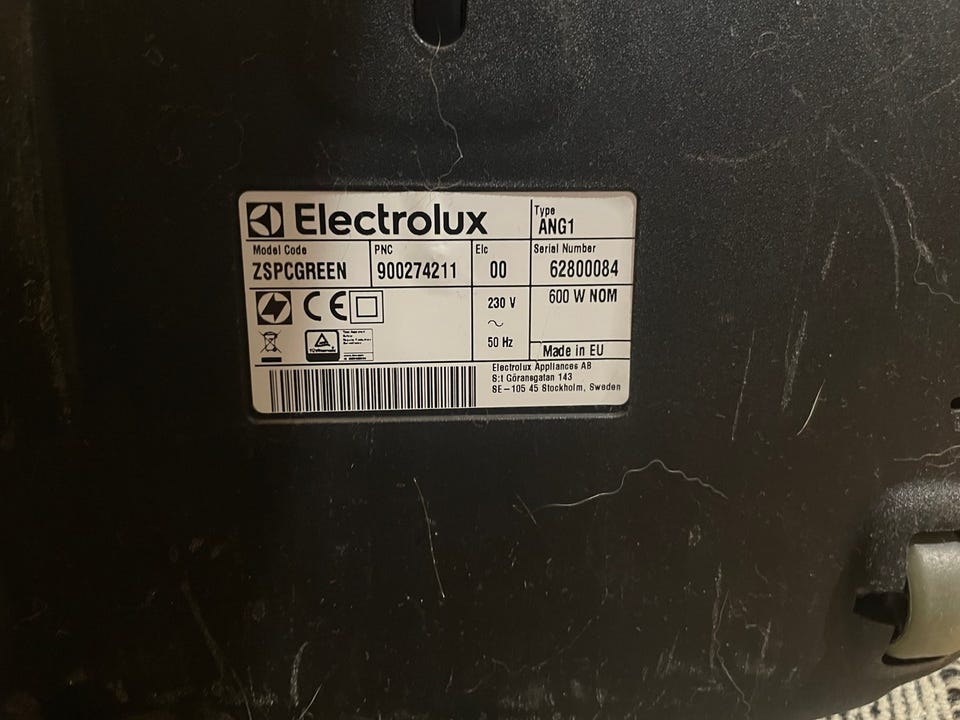 Electrolux
Type
ANG1
Model Code
ZSPCGREEN
PNC
900274211
Elc
00
Serial Number
62800084
CE
230 V
~
50 Hz
600 W NOM
Made in EU
Electrolux Appliances AB
S:t Göransgatan 143
SE-105 45 Stockholm, Sweden